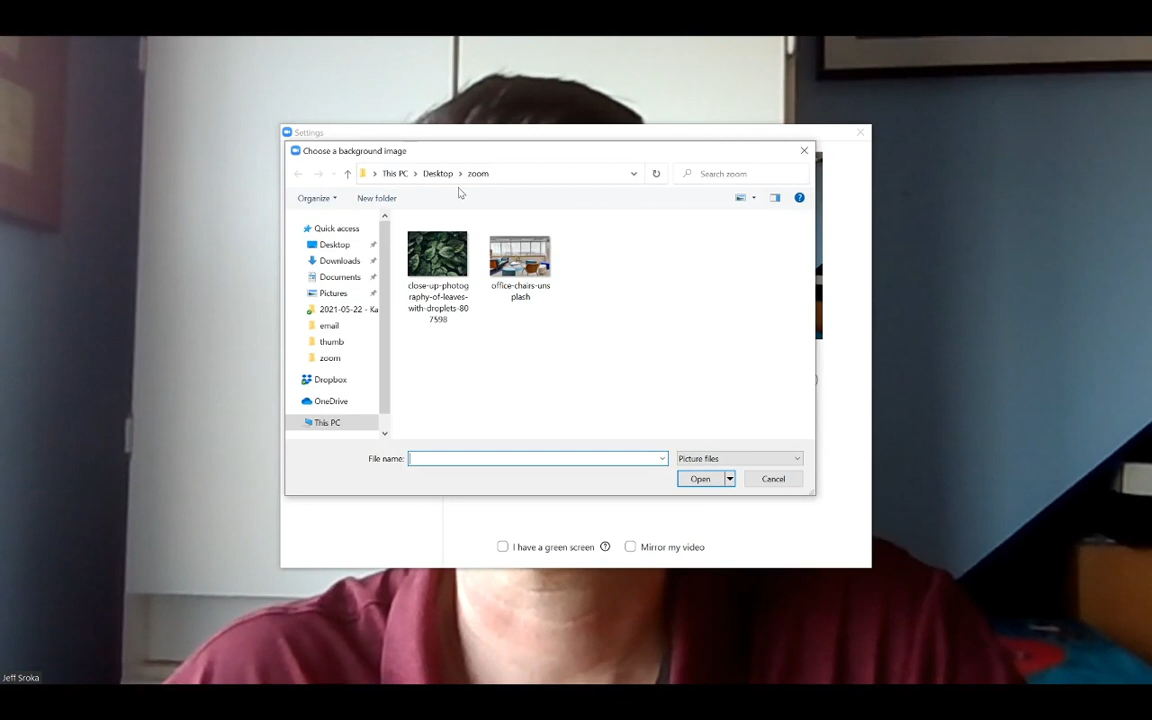 Settings
Choose a background image
This PC > Desktop > zoom
Search zoom
Organize
New folder
Quick access
Desktop
Downloads
Documents
Pictures
2021-05-22 - Ka
email
thumb
zoom
Dropbox
OneDrive
This PC
close-up-photog
raphy-of-leaves-
with-droplets-80
7598
office-chairs-uns
plash
File name:
Picture files
Open
Cancel
I have a green screen
Mirror my video
Jeff Sroka